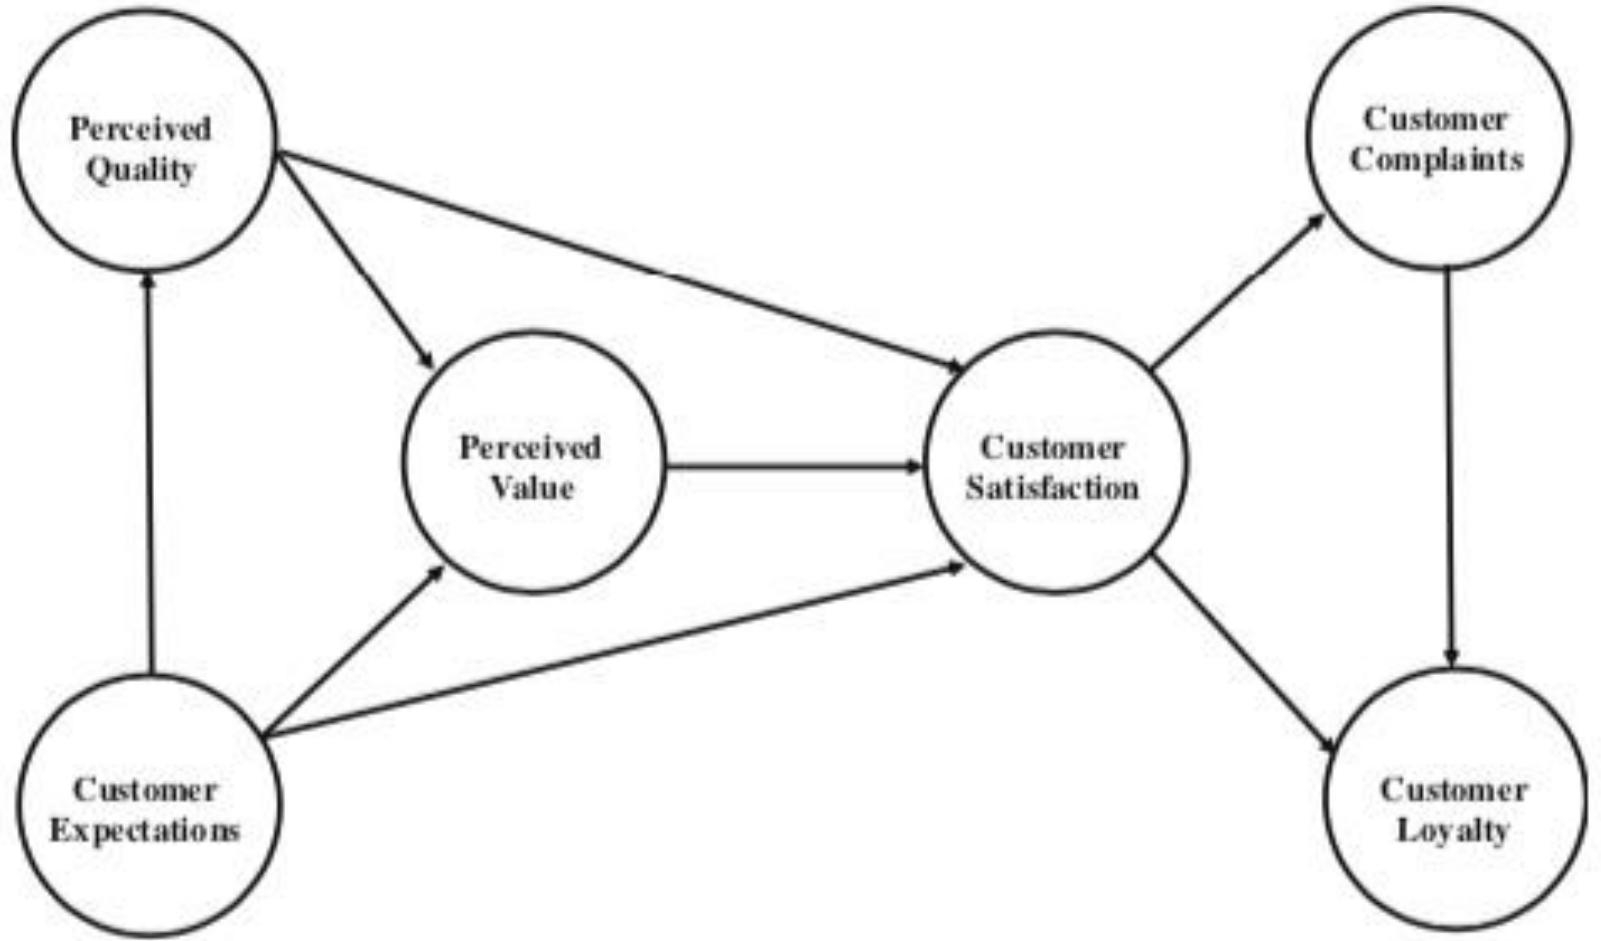 Perceived
Quality
Customer
Complaints
Perceived
Value
Customer
Satisfaction
Customer
Expectations
Customer
Loyalty